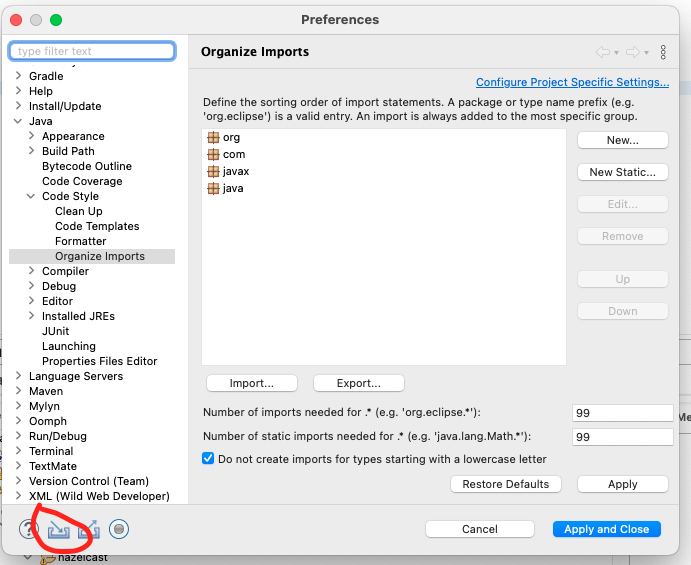 Preferences
type filter text
Gradle
Help
Install/Update
Java
Appearance
Build Path
Bytecode Outline
Code Coverage
Code Style
Clean Up
Code Templates
Formatter
Organize Imports
Compiler
Debug
Editor
Installed JREs
JUnit
Launching
Properties Files Editor
Language Servers
Maven
Mylyn
Oomph
Run/Debug
Terminal
TextMate
Version Control (Team)
XML (Wild Web Developer)
Organize Imports
Configure Project Specific Settings...
Define the sorting order of import statements. A package or type name prefix (e.g.
'org.eclipse') is a valid entry. An import is always added to the most specific group.
org
com
javax
java
New...
New Static...
Edit...
Remove
Up
Down
Import...
Export...
Number of imports needed for .* (e.g. 'org.eclipse.*'):
99
Number of static imports needed for .* (e.g. 'java.lang.Math.*'):
99
Do not create imports for types starting with a lowercase letter
Restore Defaults
Apply
?
Cancel
Apply and Close
Me
hazelcast